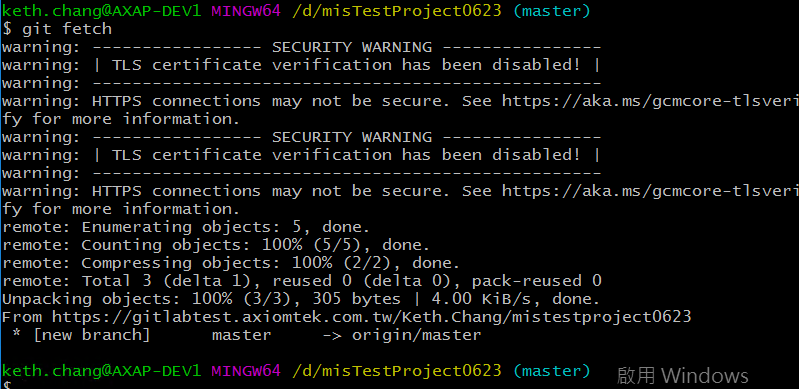 keth.chang@AXAP-DEV1 MINGW64 /d/misTestProject0623 (master)
$ git fetch
warning: ----------------- SECURITY WARNING ----------------
warning: | TLS certificate verification has been disabled! |
warning: ---------------------------------------------------
warning: HTTPS connections may not be secure. See https://aka.ms/gcmcore-tlsveri
fy for more information.
warning: ----------------- SECURITY WARNING ----------------
warning: | TLS certificate verification has been disabled! |
warning: ---------------------------------------------------
warning: HTTPS connections may not be secure. See https://aka.ms/gcmcore-tlsveri
fy for more information.
remote: Enumerating objects: 5, done.
remote: Counting objects: 100% (5/5), done.
remote: Compressing objects: 100% (2/2), done.
remote: Total 3 (delta 1), reused 0 (delta 0), pack-reused 0
Unpacking objects: 100% (3/3), 305 bytes | 4.00 KiB/s, done.
From https://gitlabtest.axiomtek.com.tw/Keth.Chang/mistestproject0623
 * [new branch]      master     -> origin/master
keth.chang@AXAP-DEV1 MINGW64 /d/misTestProject0623 (master)
啟用 Windows
$